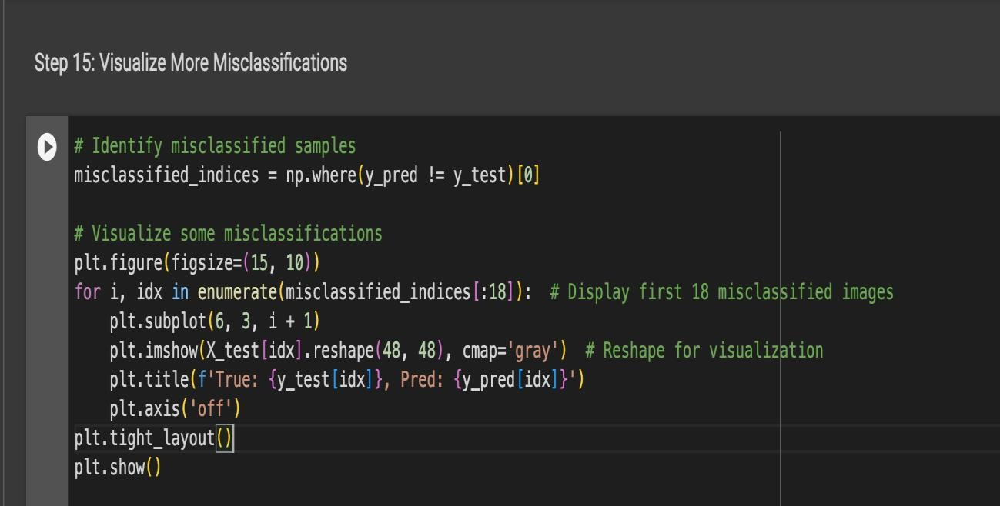 Step 15: Visualize More Misclassifications
# Identify misclassified samples
misclassified_indices = np.where(y_pred != y_test)[0]
# Visualize some misclassifications
plt.figure(figsize=(15, 10))
for i, idx in enumerate(misclassified_indices[:18]):  # Display first 18 misclassified images
    plt.subplot(6, 3, i + 1)
    plt.imshow(X_test[idx].reshape(48, 48), cmap='gray')  # Reshape for visualization
    plt.title(f'True: {y_test[idx]}, Pred: {y_pred[idx]}')
    plt.axis('off')
plt.tight_layout()
plt.show()